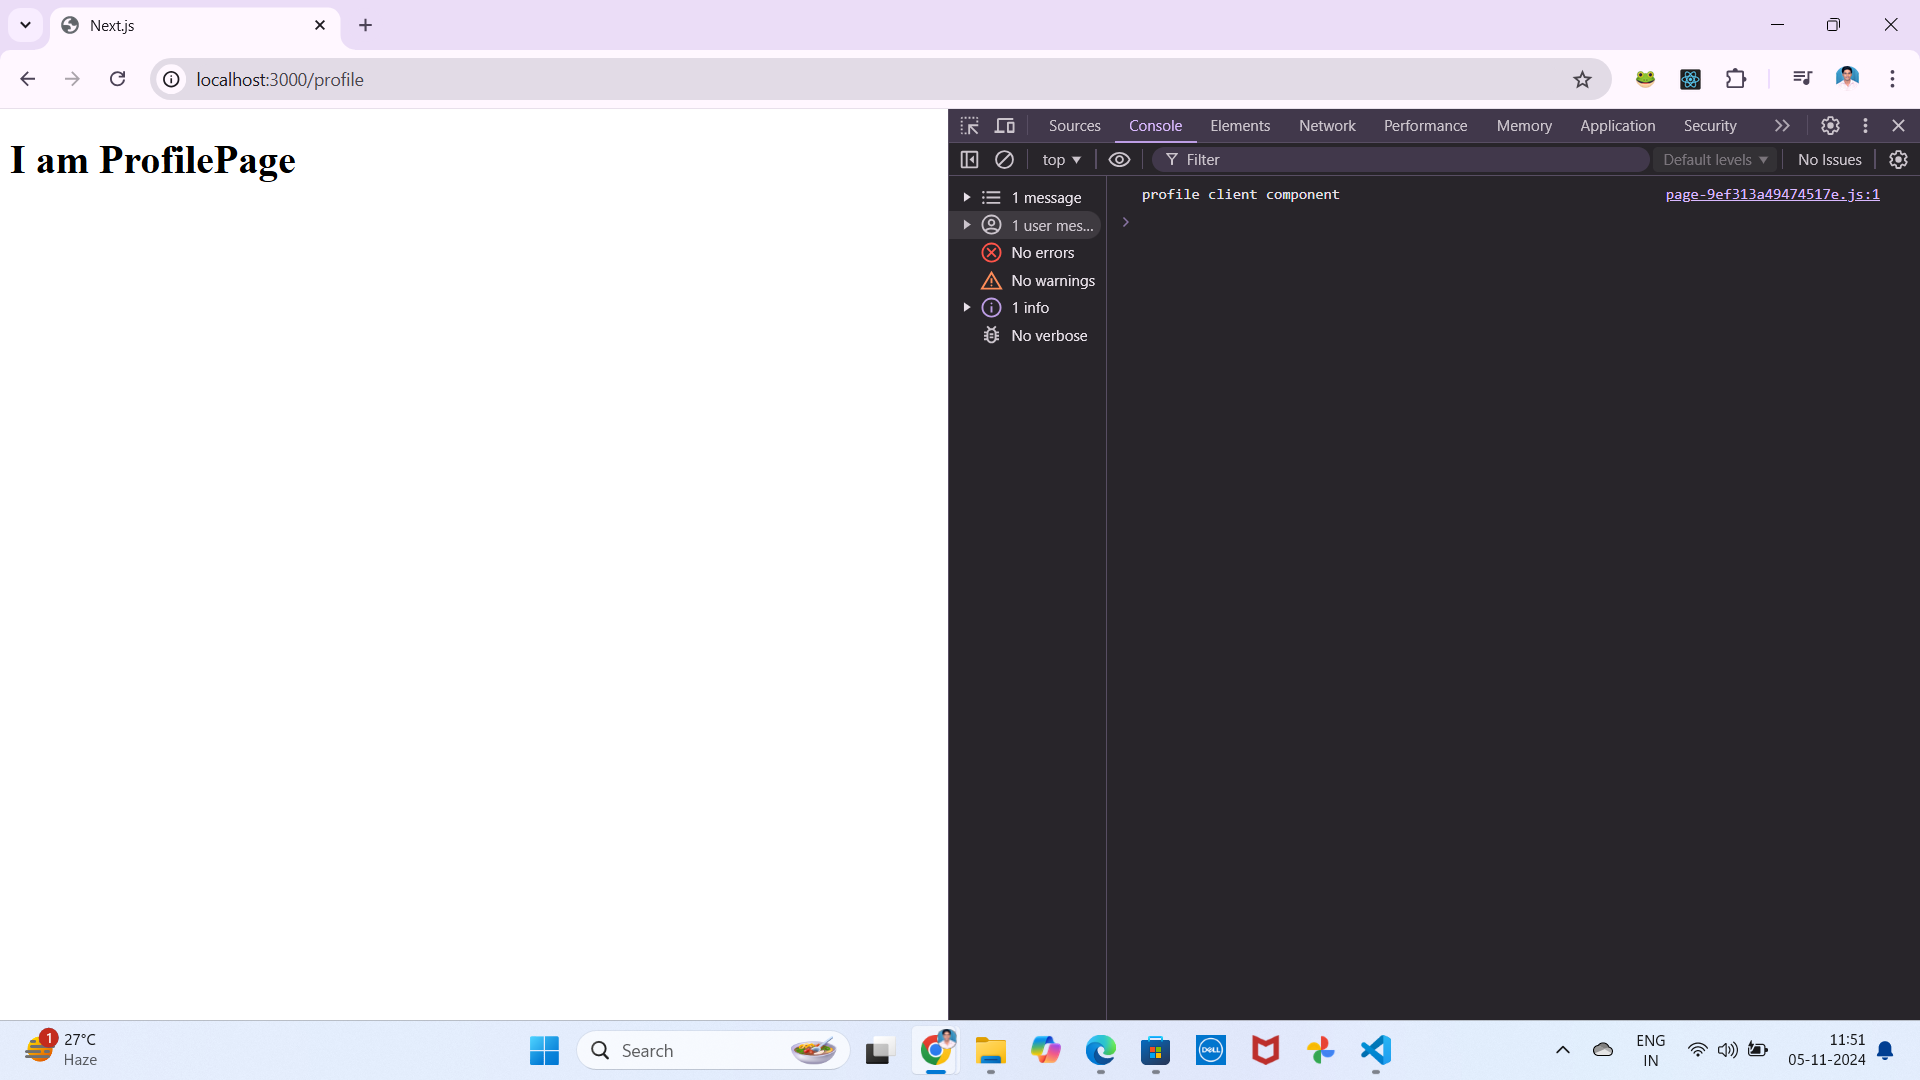 Next.js
localhost:3000/profile
I am ProfilePage
Sources Console Elements Network Performance Memory Application Security
top Filter Default levels No Issues
1 message
1 user mes...
No errors
No warnings
1 info
No verbose
profile client component page-9ef313a49474517e.js:1
1
27°C
Haze
Search
DELL
ENG
IN
11:51
05-11-2024